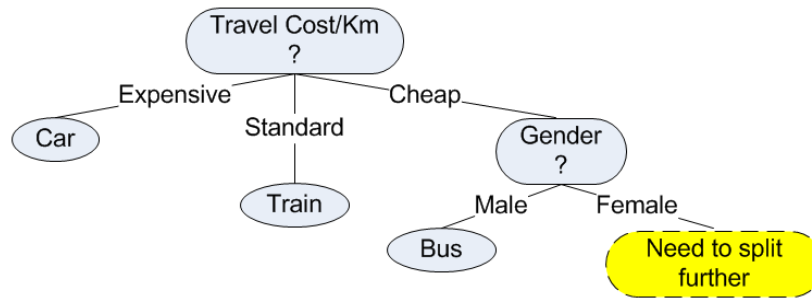 Travel Cost/Km
?
Expensive
Cheap
Standard
Car
Gender
?
Train
Male
Female
Bus
Need to split
further